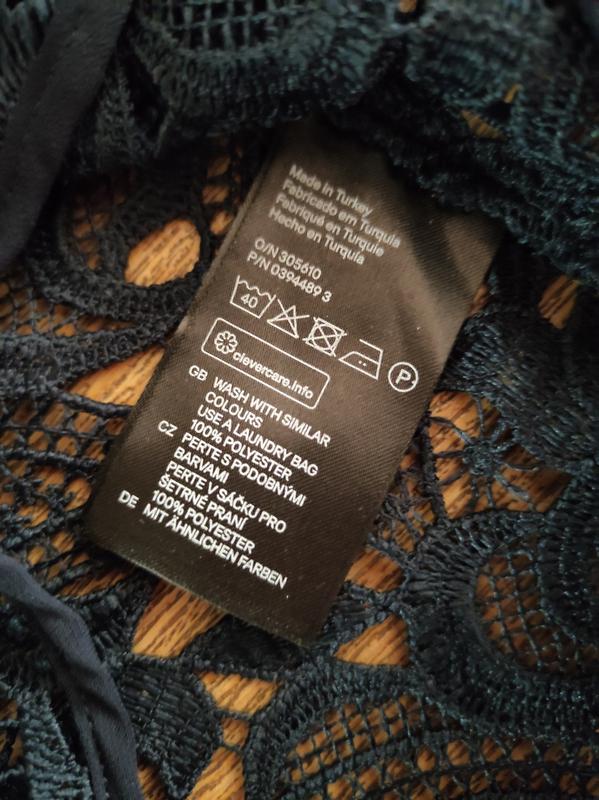 Made in Turkey
Fabricado em Turquia
Fabriqué en Turquie
Hecho en Turquía
O/N 305610
P/N 0394489 3
40
P
clevercare.info
GB WASH WITH SIMILAR
COLOURS
USE A LAUNDRY BAG
100% POLYESTER
CZ PERTE S PODOBNÝMI
BARVAMI
PERTE V SÁČKU PRO
ŠETRNÉ PRANÍ
100% POLYESTER
DE MIT ÄHNLICHEN FARBEN